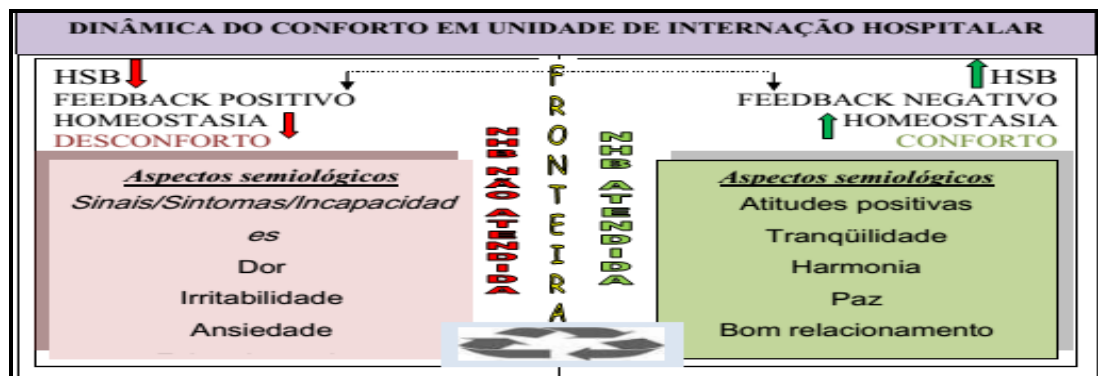 DINÂMICA DO CONFORTO EM UNIDADE DE INTERNAÇÃO HOSPITALAR
HSB
FEEDBACK POSITIVO
HOMEOSTASIA
DESCONFORTO
Aspectos semiológicos
Sinais/Sintomas/Incapacidad
es
Dor
Irritabilidade
Ansiedade
NHB NÃO ATENDIDA
FRONTEIRA
NHB ATENDIDA
HSB
FEEDBACK NEGATIVO
HOMEOSTASIA
CONFORTO
Aspectos semiológicos
Atitudes positivas
Tranqüilidade
Harmonia
Paz
Bom relacionamento